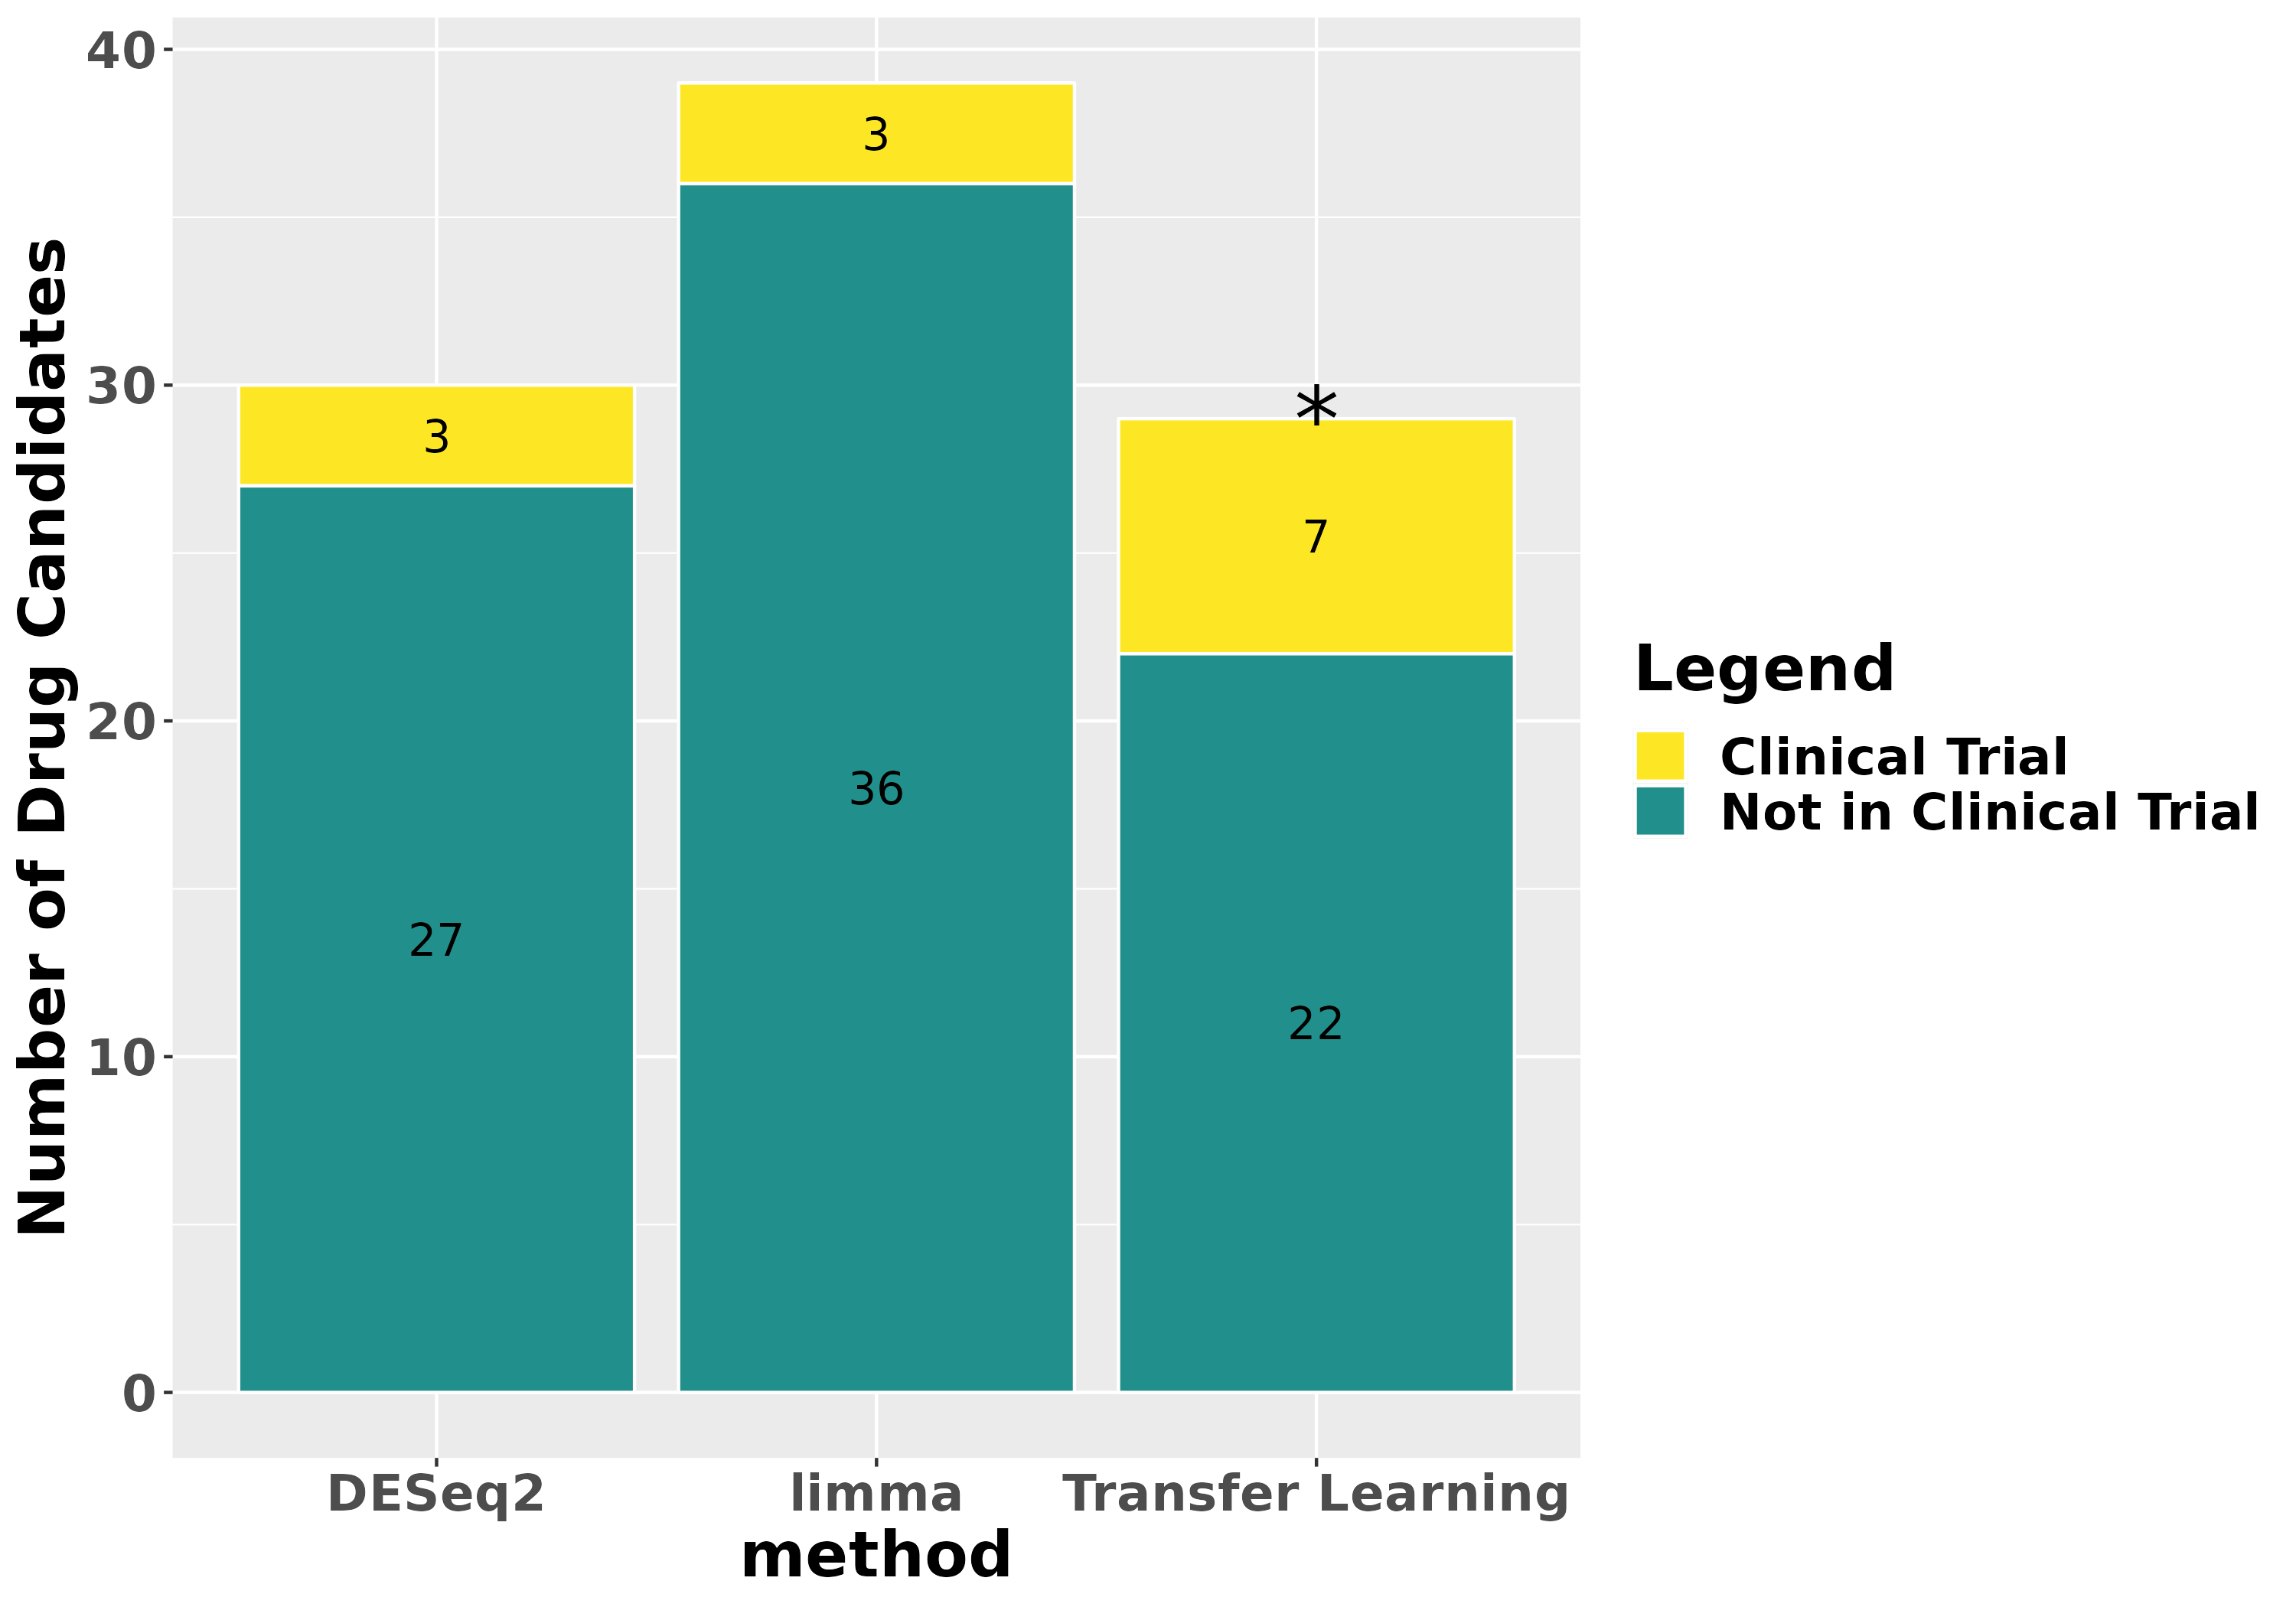 Number of Drug Candidates
40
30
20
10
0
3
27
3
36
*
7
22
DESeq2
limma
Transfer Learning
method
Legend
Clinical Trial
Not in Clinical Trial